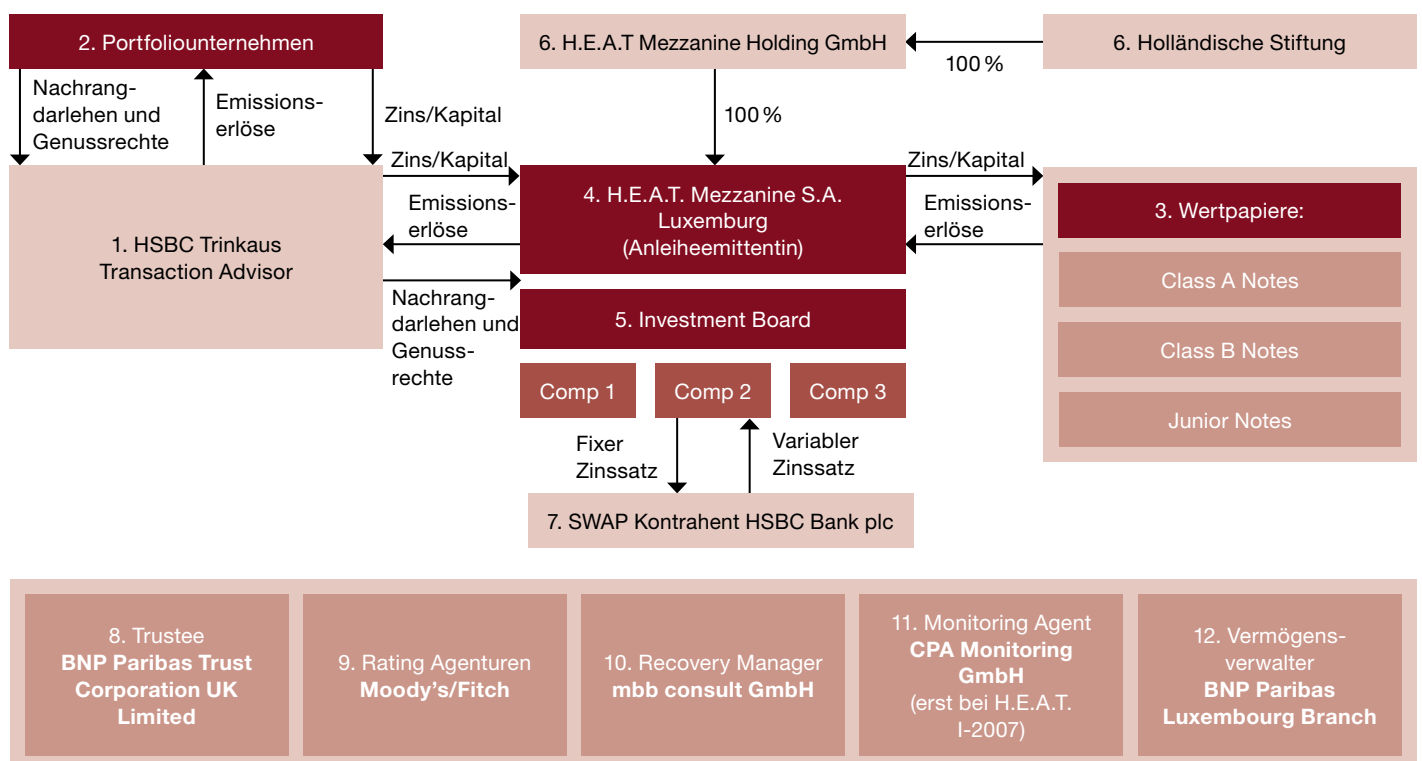 2. Portfoliounternehmen
6. H.E.A.T Mezzanine Holding GmbH
6. Holländische Stiftung
100 %
Nachrang-
darlehen und
Genussrechte
Emissions-
erlöse
Zins/Kapital
100 %
Zins/Kapital
Zins/Kapital
1. HSBC Trinkaus
Transaction Advisor
Emissions-
erlöse
4. H.E.A.T. Mezzanine S.A.
Luxemburg
(Anleiheemittentin)
Emissions-
erlöse
3. Wertpapiere:
Class A Notes
Class B Notes
Junior Notes
Nachrang-
darlehen und
Genuss-
rechte
5. Investment Board
Comp 1
Comp 2
Comp 3
Fixer
Zinssatz
Variabler
Zinssatz
7. SWAP Kontrahent HSBC Bank plc
8. Trustee
BNP Paribas Trust
Corporation UK
Limited
9. Rating Agenturen
Moody's/Fitch
10. Recovery Manager
mbb consult GmbH
11. Monitoring Agent
CPA Monitoring
GmbH
(erst bei H.E.A.T.
I-2007)
12. Vermögens-
verwalter
BNP Paribas
Luxembourg Branch